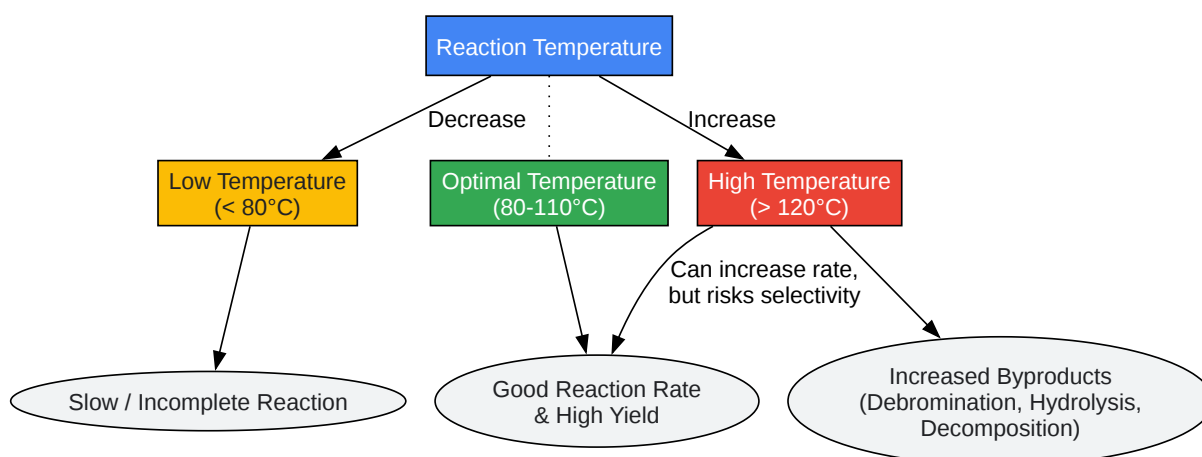 Reaction Temperature
Decrease
Increase
Low Temperature
(< 80°C)
Optimal Temperature
(80-110°C)
High Temperature
(> 120°C)
Can increase rate,
but risks selectivity
Slow / Incomplete Reaction
Good Reaction Rate
& High Yield
Increased Byproducts
(Debromination, Hydrolysis,
Decomposition)